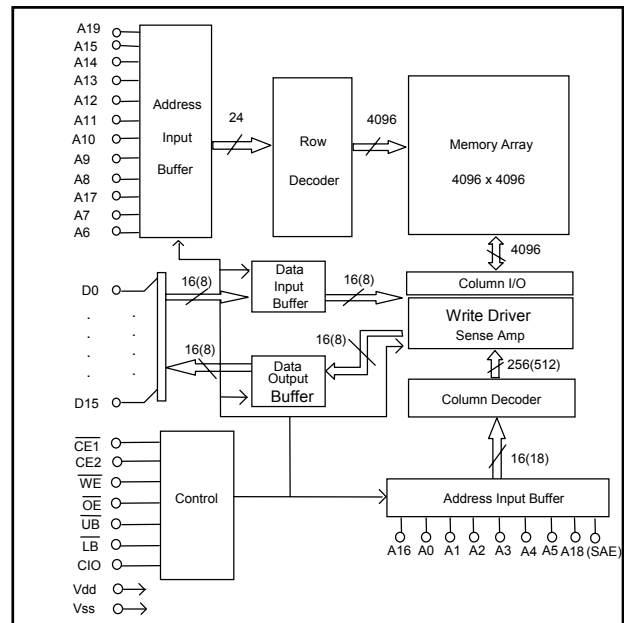 A19
A15
A14
A13
A12
A11
A10
A9
A8
A17
A7
A6
Address
Input
Buffer
24
Row
Decoder
4096
Memory Array
4096 x 4096
4096
D0
D15
16(8)
Data
Input
Buffer
16(8)
Column I/O
Write Driver
Sense Amp
16(8)
Data
Output
Buffer
16(8)
256(512)
Column Decoder
16(18)
Address Input Buffer
A16 A0 A1 A2 A3 A4 A5 A18 (SAE)
CE1
CE2
WE
OE
UB
LB
CIO
Control
Vdd
Vss